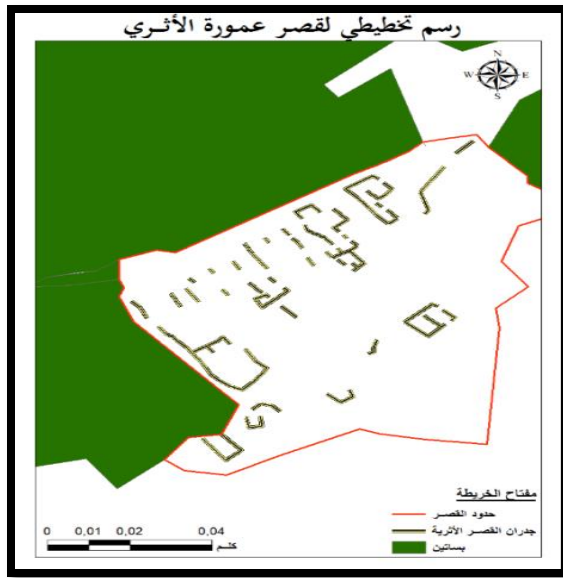 رسم تخطيطي لقصر عمورة الأثري
N
W E
S
مفتاح الخريطة
حدود القصر
جدران القصر الأثرية
بساتين
0 0,01 0,02 0,04
كلم